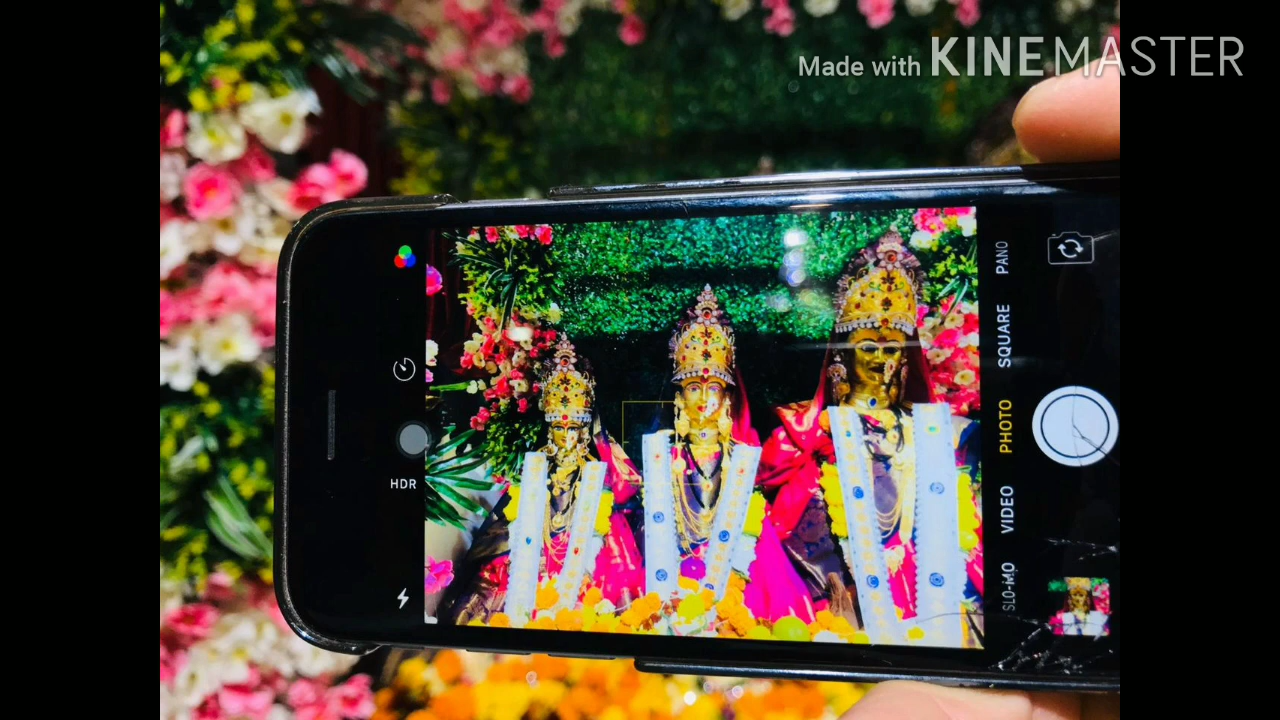 Made with KINEMASTER
HDR
PANO
SQUARE
PHOTO
VIDEO
SLO-MO